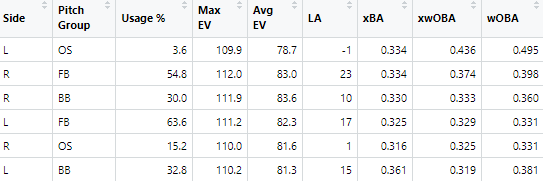 Side Pitch Group Usage % Max EV Avg EV LA xBA xwOBA wOBA
L OS 3.6 109.9 78.7 -1 0.334 0.436 0.495
R FB 54.8 112.0 83.0 23 0.334 0.374 0.398
R BB 30.0 111.9 83.6 10 0.330 0.333 0.360
L FB 63.6 111.2 82.3 17 0.325 0.329 0.331
R OS 15.2 110.0 81.6 1 0.316 0.325 0.331
L BB 32.8 110.2 81.3 15 0.361 0.319 0.381